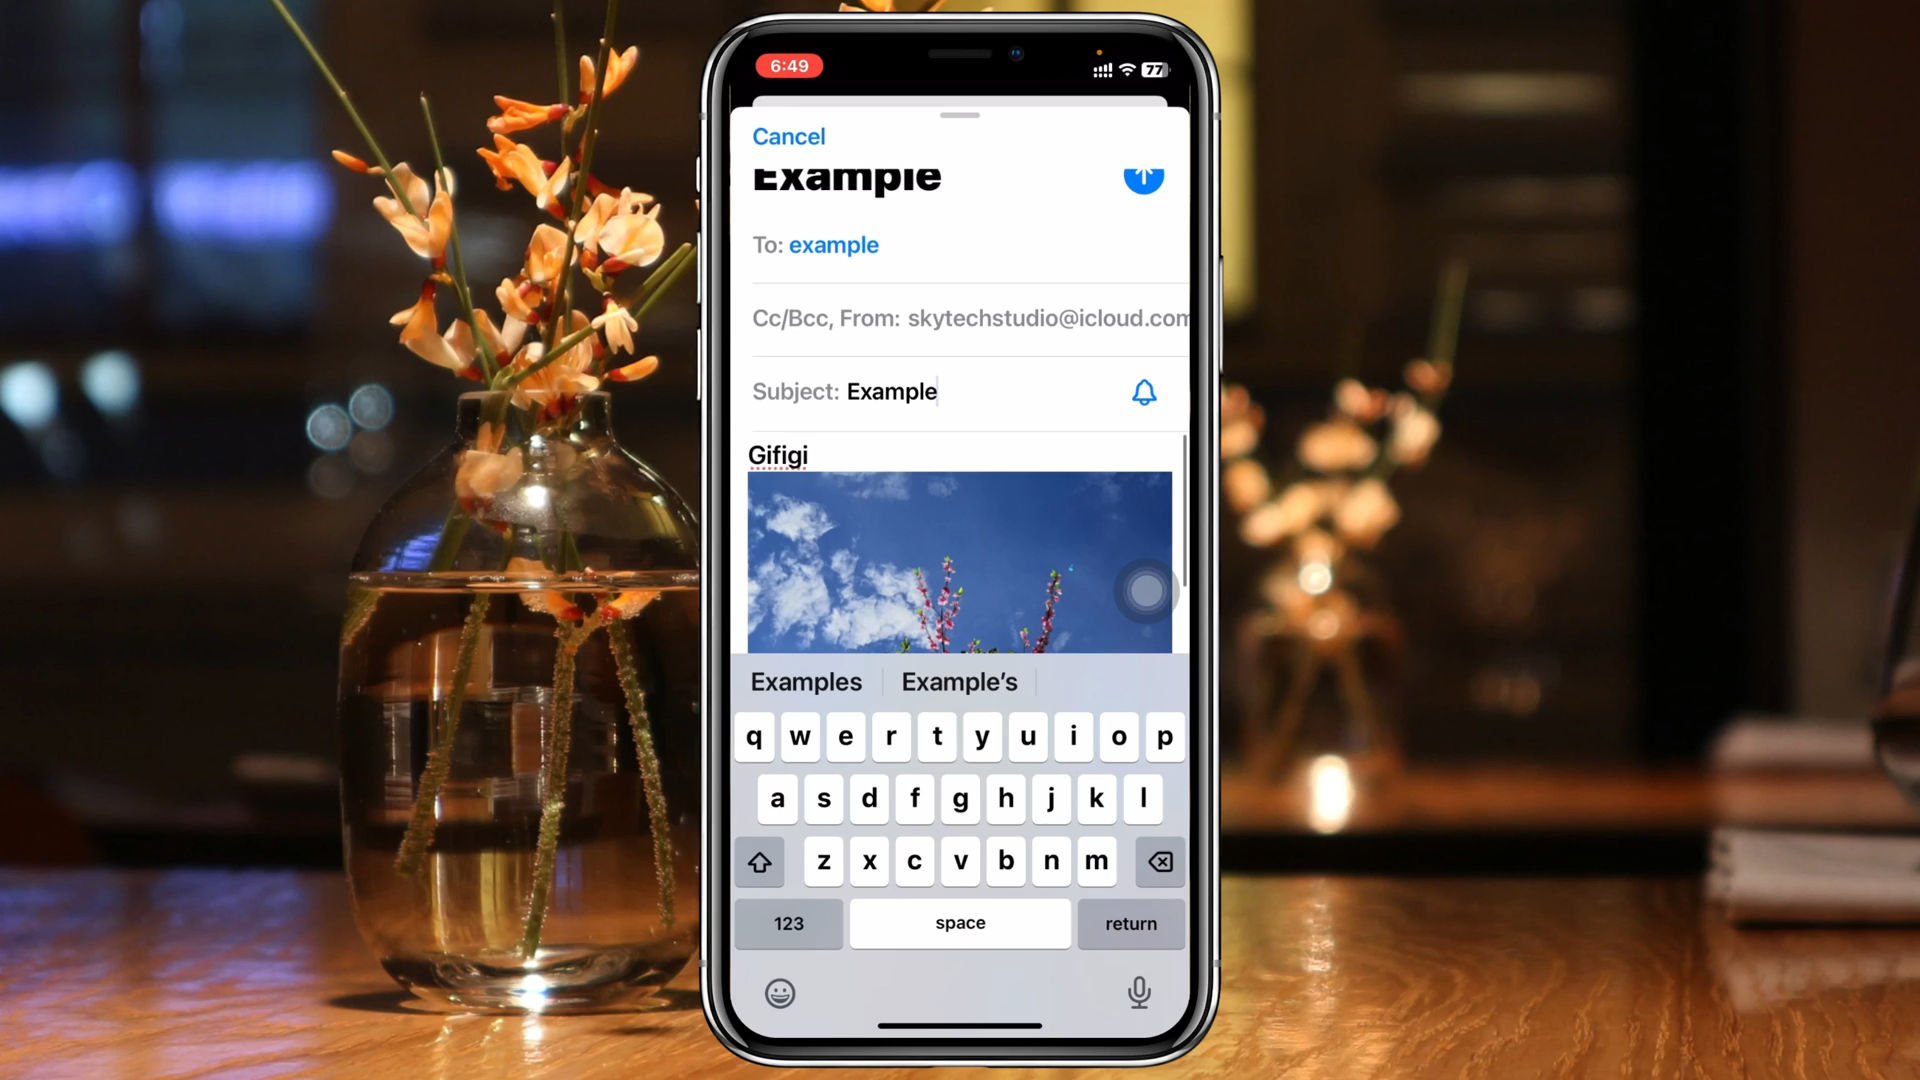 6:49
77
Cancel
Example
To: example
Cc/Bcc, From: skytechstudio@icloud.com
Subject: Example
Gifigi
Examples
Example's
q w e r t y u i o p
a s d f g h j k l
z x c v b n m
123
space
return